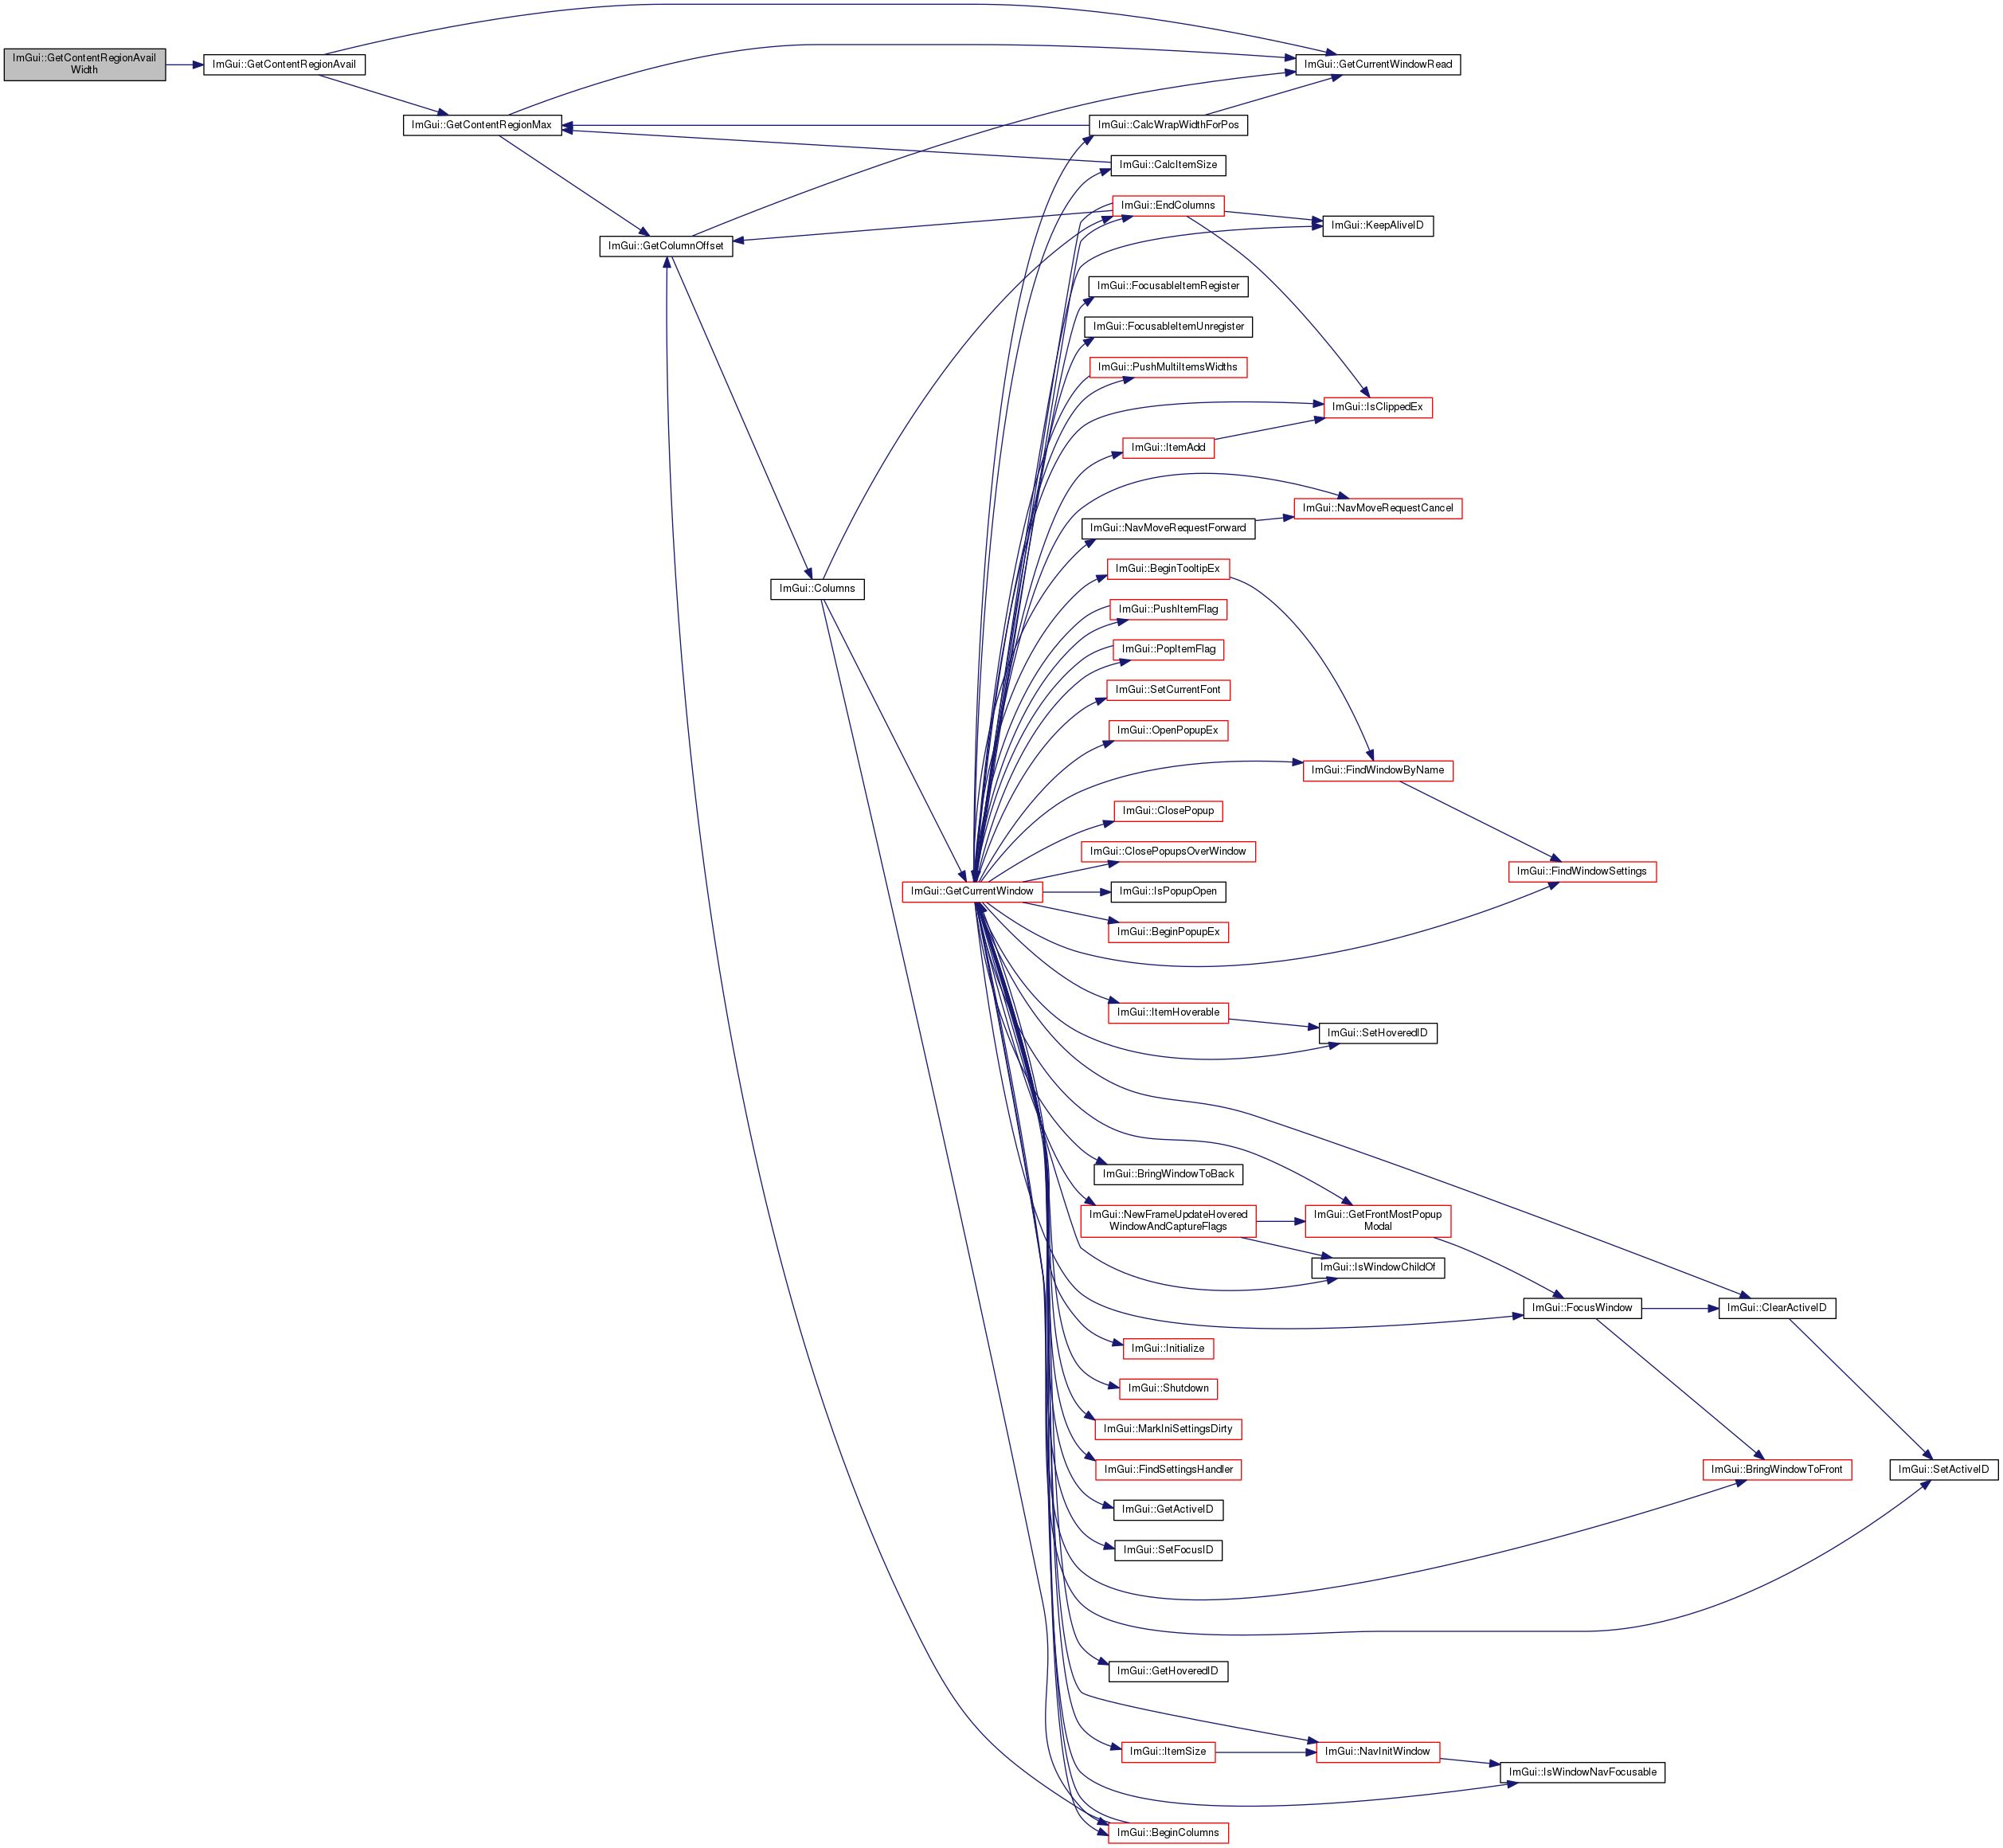 ImGui::GetContentRegionAvail
Width
ImGui::GetContentRegionAvail
ImGui::GetCurrentWindowRead
ImGui::GetContentRegionMax
ImGui::CalcWrapWidthForPos
ImGui::CalcItemSize
ImGui::EndColumns
ImGui::KeepAliveID
ImGui::GetColumnOffset
ImGui::FocusableItemRegister
ImGui::FocusableItemUnregister
ImGui::PushMultiItemsWidths
ImGui::IsClippedEx
ImGui::ItemAdd
ImGui::NavMoveRequestCancel
ImGui::NavMoveRequestForward
ImGui::BeginTooltipEx
ImGui::Columns
ImGui::PushItemFlag
ImGui::PopItemFlag
ImGui::SetCurrentFont
ImGui::OpenPopupEx
ImGui::FindWindowByName
ImGui::ClosePopup
ImGui::ClosePopupsOverWindow
ImGui::FindWindowSettings
ImGui::GetCurrentWindow
ImGui::IsPopupOpen
ImGui::BeginPopupEx
ImGui::ItemHoverable
ImGui::SetHoveredID
ImGui::BringWindowToBack
ImGui::NewFrameUpdateHovered
WindowAndCaptureFlags
ImGui::GetFrontMostPopup
Modal
ImGui::IsWindowChildOf
ImGui::FocusWindow
ImGui::ClearActiveID
ImGui::Initialize
ImGui::Shutdown
ImGui::MarkIniSettingsDirty
ImGui::FindSettingsHandler
ImGui::BringWindowToFront
ImGui::SetActiveID
ImGui::GetActiveID
ImGui::SetFocusID
ImGui::GetHoveredID
ImGui::ItemSize
ImGui::NavInitWindow
ImGui::IsWindowNavFocusable
ImGui::BeginColumns